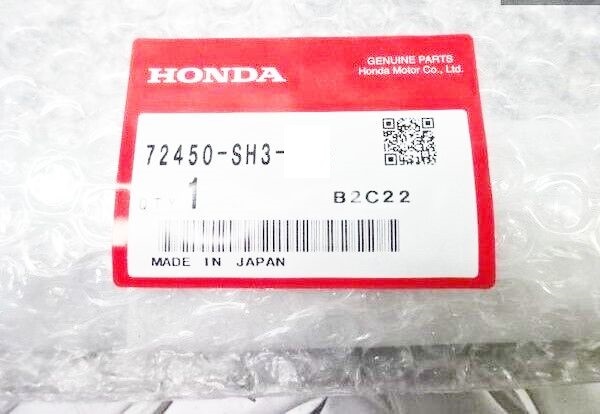 HONDA
GENUINE PARTS
Honda Motor Co., Ltd.
72450-SH3-
QTY 1
B2C22
MADE IN JAPAN